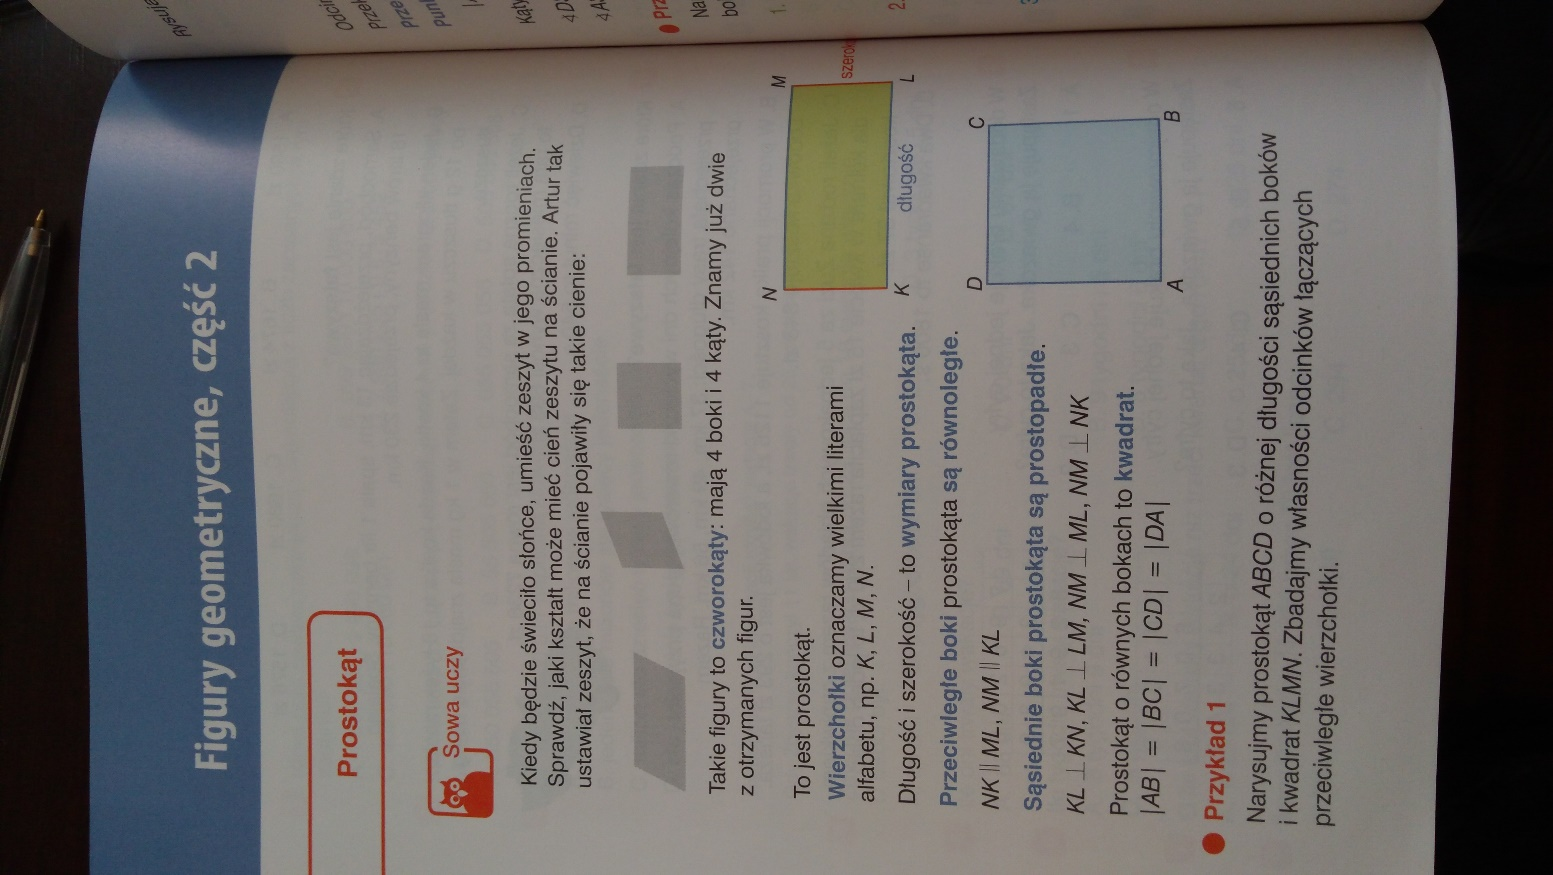 Figury geometryczne, część 2
Prostokąt
Sowa uczy
Kiedy będzie świeciło słońce, umieść zeszyt w jego promieniach.
Sprawdź, jaki kształt może mieć cień zeszytu na ścianie. Artur tak
ustawiał zeszyt, że na ścianie pojawiły się takie cienie:
Takie figury to czworokąty: mają 4 boki i 4 kąty. Znamy już dwie
z otrzymanych figur.
To jest prostokąt.
Wierzchołki oznaczamy wielkimi literami
alfabetu, np. K, L, M, N.
Długość i szerokość – to wymiary prostokąta.
N
M
K
L
długość
Przeciwległe boki prostokąta są równoległe.
NK || ML, NM || KL
Sąsiednie boki prostokąta są prostopadłe.
KL ⊥ KN, KL ⊥ LM, NM ⊥ ML, NM ⊥ NK
Prostokąt o równych bokach to kwadrat.
|AB| = |BC| = |CD| = |DA|
D
C
A
B
Przykład 1
Narysujmy prostokąt ABCD o różnej długości sąsiednich boków
i kwadrat KLMN. Zbadajmy własności odcinków łączących
przeciwległe wierzchołki.
1.
2.